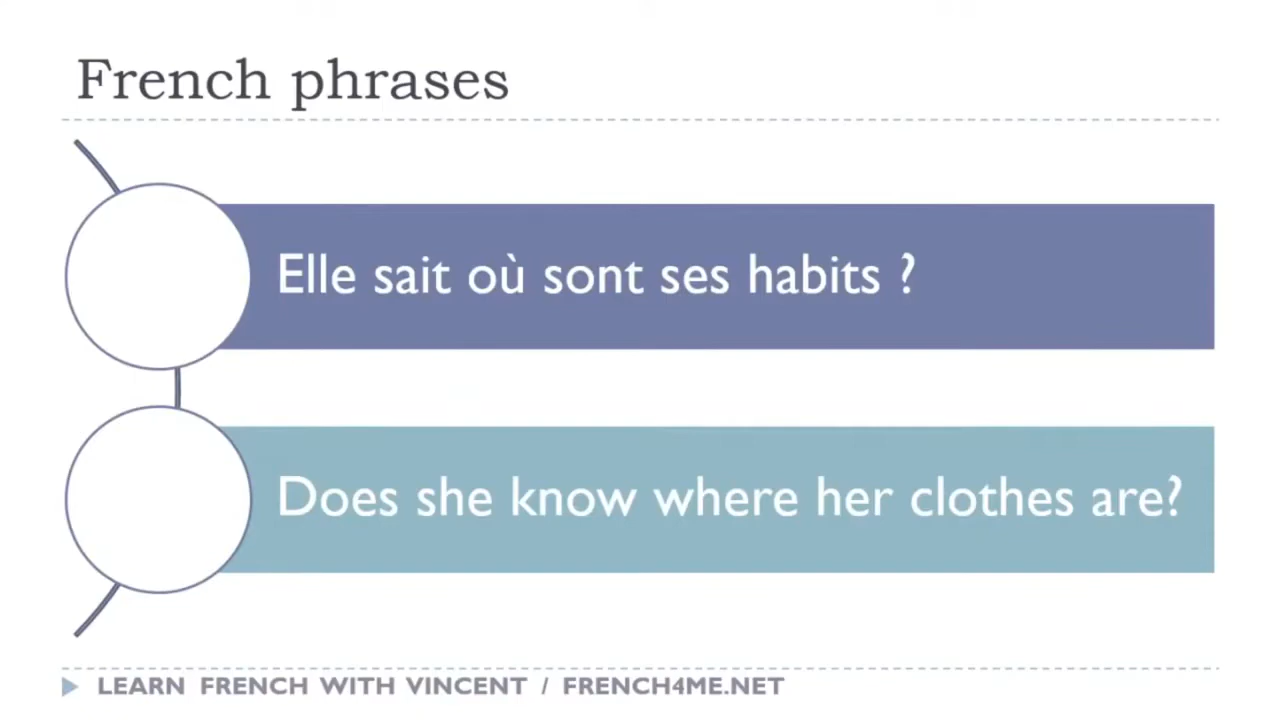 French phrases
Elle sait où sont ses habits ?
Does she know where her clothes are?
LEARN FRENCH WITH VINCENT / FRENCH4ME.NET